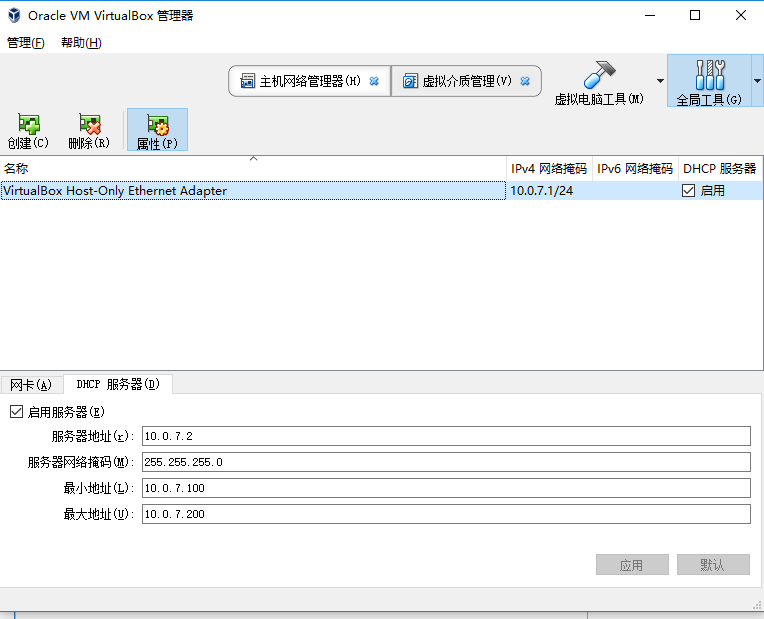 Oracle VM VirtualBox 管理器
管理(F) 帮助(H)
主机网络管理器(H) 虚拟介质管理(V)
虚拟电脑工具(M) 全局工具(G)
创建(C) 删除(R) 属性(P)
名称 IPv4 网络掩码 IPv6 网络掩码 DHCP 服务器
VirtualBox Host-Only Ethernet Adapter 10.0.7.1/24 启用
网卡(A) DHCP 服务器(D)
启用服务器(E)
服务器地址(r): 10.0.7.2
服务器网络掩码(M): 255.255.255.0
最小地址(L): 10.0.7.100
最大地址(U): 10.0.7.200
应用 默认